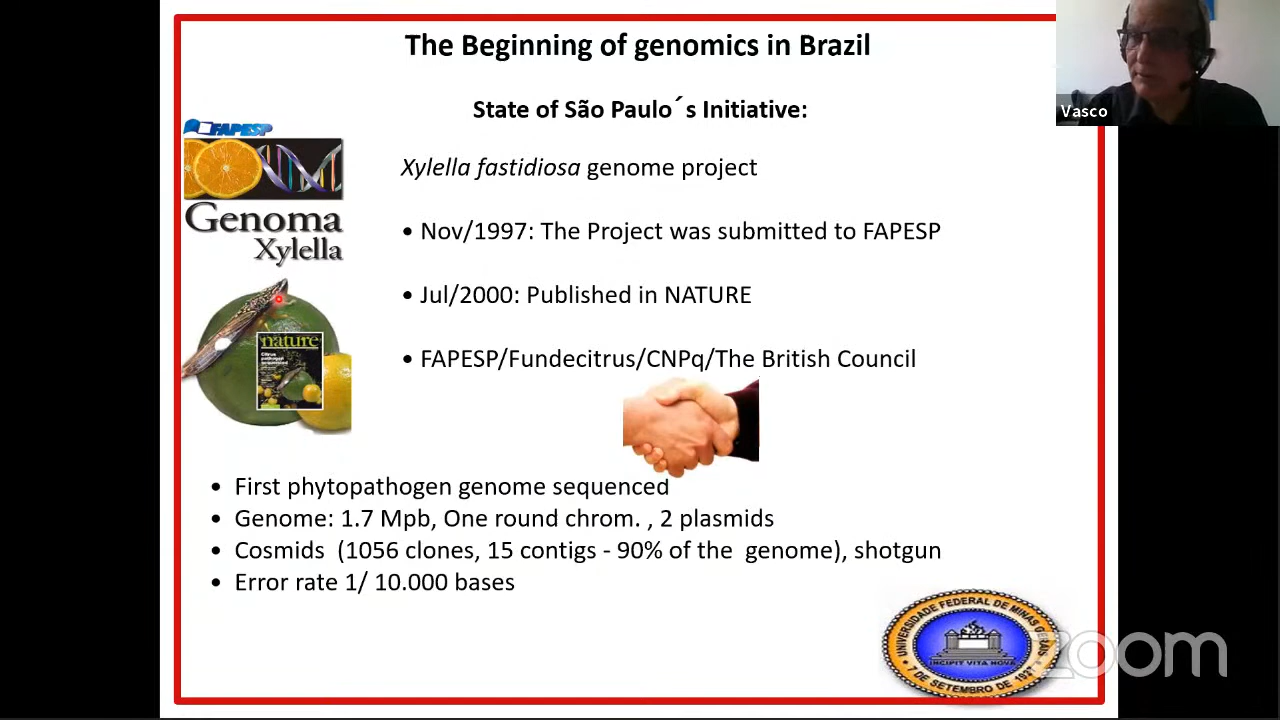 The Beginning of genomics in Brazil
Vasco
State of São Paulo´s Initiative:
FAPESP
Genoma
Xylella
Xylella fastidiosa genome project
• Nov/1997: The Project was submitted to FAPESP
• Jul/2000: Published in NATURE
• FAPESP/Fundecitrus/CNPq/The British Council
nature
Citrus
pathogen
sequenced
• First phytopathogen genome sequenced
• Genome: 1.7 Mpb, One round chrom. , 2 plasmids
• Cosmids (1056 clones, 15 contigs - 90% of the genome), shotgun
• Error rate 1/ 10.000 bases
UNIVERSIDADE FEDERAL DE MINAS GERAIS
INCIPIT VITA NOVA
7 DE SETEMBRO DE 1927
zoom